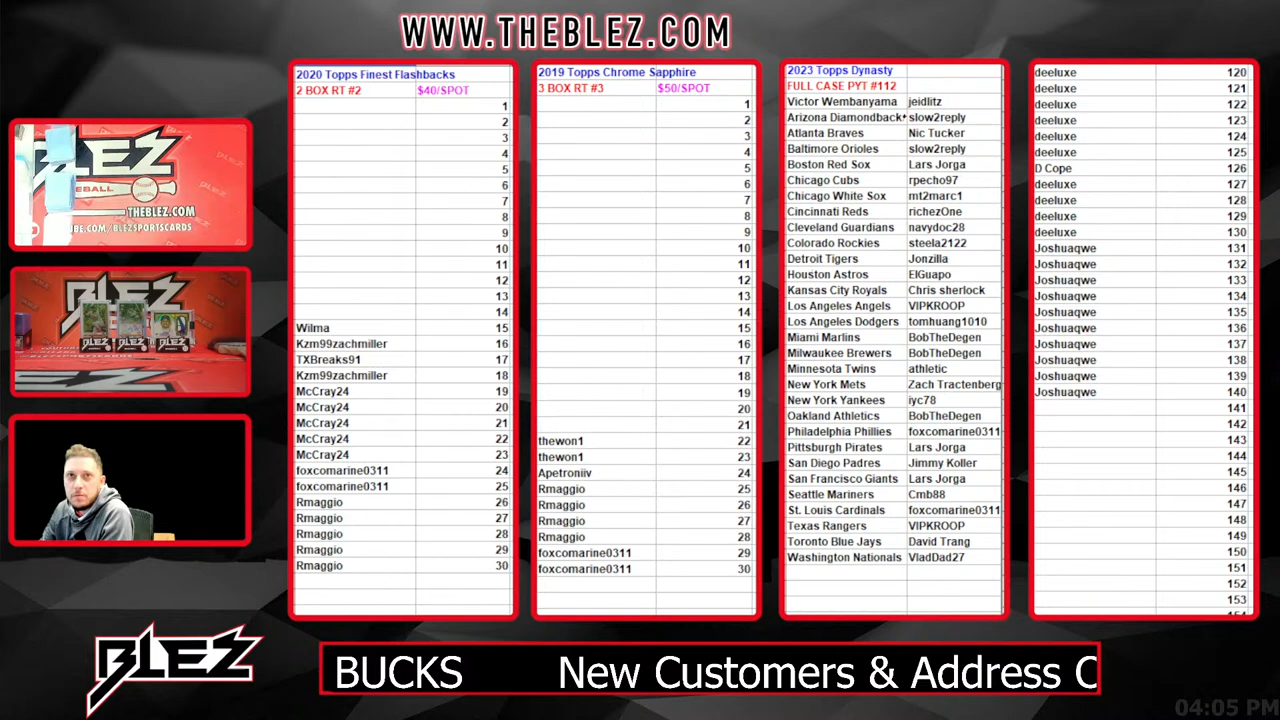 WWW.THEBLEZ.COM
BLEZ
BASEBALL
THEBLEZ.COM
UBE.COM/BLEZSPORTSCARDS
BLEZ
BLEZ BLEZ BLEZ
2020 Topps Finest Flashbacks
2 BOX RT #2 $40/SPOT
1
2
3
4
5
6
7
8
9
10
11
12
13
14
Wilma 15
Kzm99zachmiller 16
TXBreaks91 17
Kzm99zachmiller 18
McCray24 19
McCray24 20
McCray24 21
McCray24 22
McCray24 23
foxcomarine0311 24
foxcomarine0311 25
Rmaggio 26
Rmaggio 27
Rmaggio 28
Rmaggio 29
Rmaggio 30
2019 Topps Chrome Sapphire
3 BOX RT #3 $50/SPOT
1
2
3
4
5
6
7
8
9
10
11
12
13
14
15
16
17
18
19
20
21
thewon1 22
thewon1 23
Apetroniiv 24
Rmaggio 25
Rmaggio 26
Rmaggio 27
Rmaggio 28
foxcomarine0311 29
foxcomarine0311 30
2023 Topps Dynasty
FULL CASE PYT #112
Victor Wembanyama jeidlitz
Arizona Diamondback slow2reply
Atlanta Braves Nic Tucker
Baltimore Orioles slow2reply
Boston Red Sox Lars Jorga
Chicago Cubs rpecho97
Chicago White Sox mt2marc1
Cincinnati Reds richezOne
Cleveland Guardians navydoc28
Colorado Rockies steela2122
Detroit Tigers Jonzilla
Houston Astros ElGuapo
Kansas City Royals Chris sherlock
Los Angeles Angels VIPKROOP
Los Angeles Dodgers tomhuang1010
Miami Marlins BobTheDegen
Milwaukee Brewers BobTheDegen
Minnesota Twins athletic
New York Mets Zach Tractenberg
New York Yankees iyc78
Oakland Athletics BobTheDegen
Philadelphia Phillies foxcomarine0311
Pittsburgh Pirates Lars Jorga
San Diego Padres Jimmy Koller
San Francisco Giants Lars Jorga
Seattle Mariners Cmb88
St. Louis Cardinals foxcomarine0311
Texas Rangers VIPKROOP
Toronto Blue Jays David Trang
Washington Nationals VladDad27
deeluxe 120
deeluxe 121
deeluxe 122
deeluxe 123
deeluxe 124
deeluxe 125
D Cope 126
deeluxe 127
deeluxe 128
deeluxe 129
deeluxe 130
Joshuaqwe 131
Joshuaqwe 132
Joshuaqwe 133
Joshuaqwe 134
Joshuaqwe 135
Joshuaqwe 136
Joshuaqwe 137
Joshuaqwe 138
Joshuaqwe 139
Joshuaqwe 140
141
142
143
144
145
146
147
148
149
150
151
152
153
154
BLEZ
BUCKS New Customers & Address C
04:05 PM